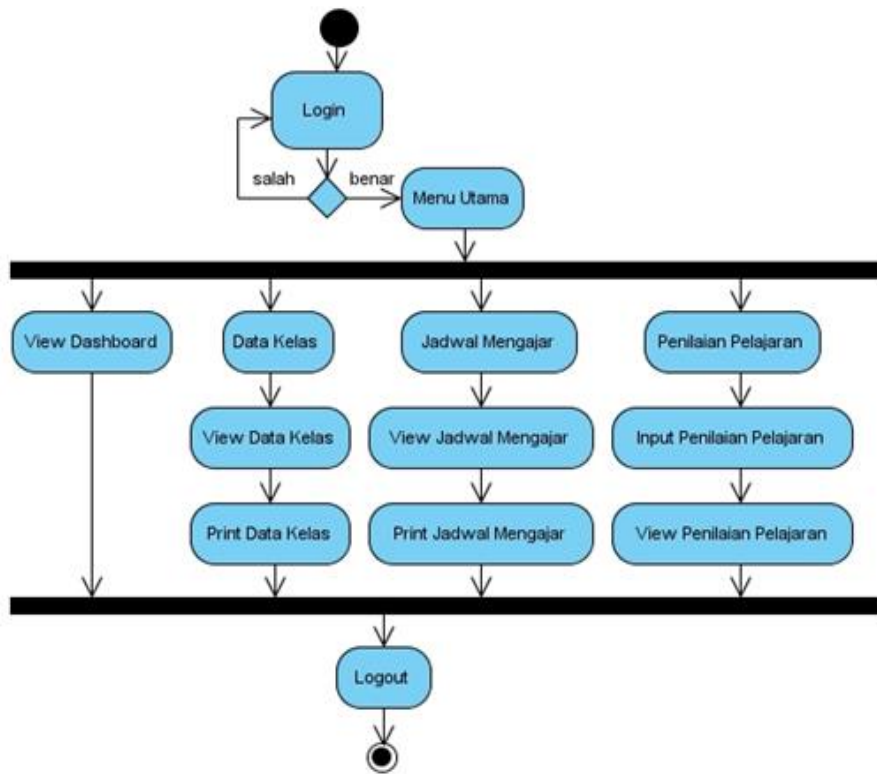 Login
salah
benar
Menu Utama
View Dashboard
Data Kelas
Jadwal Mengajar
Penilaian Pelajaran
View Data Kelas
View Jadwal Mengajar
Input Penilaian Pelajaran
Print Data Kelas
Print Jadwal Mengajar
View Penilaian Pelajaran
Logout